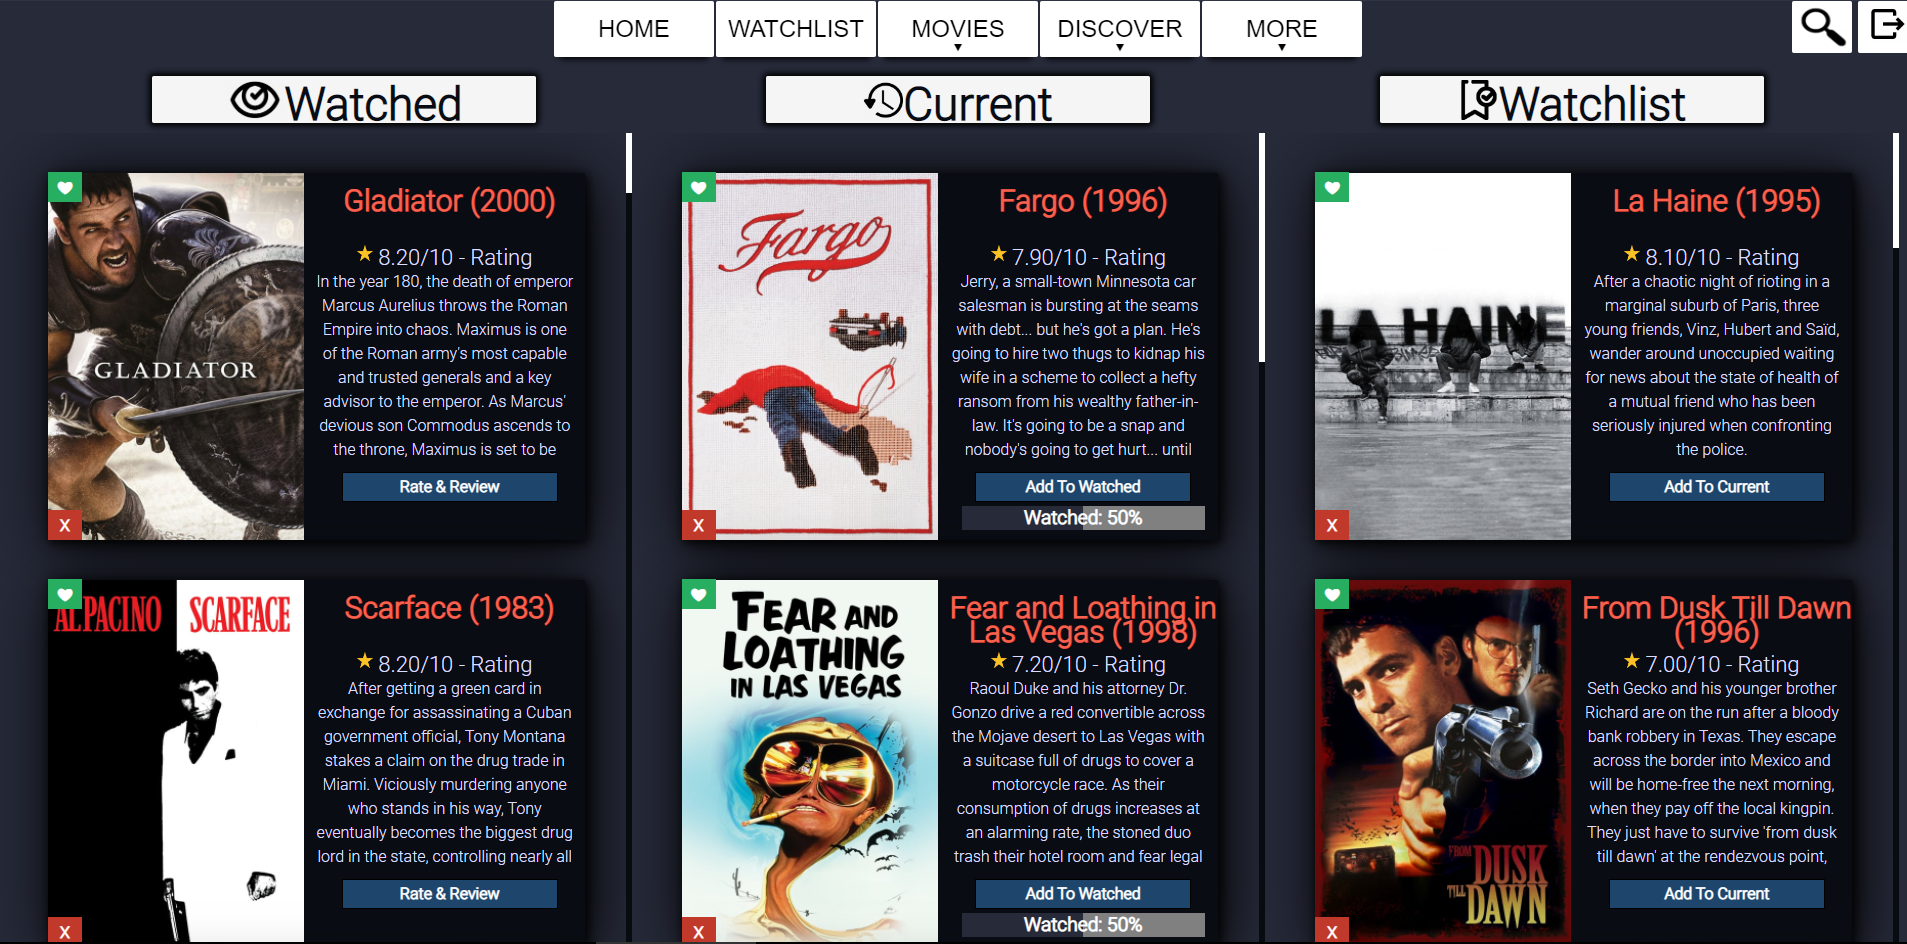 HOME
WATCHLIST
MOVIES
DISCOVER
MORE
Watched
Current
Watchlist
GLADIATOR
Gladiator (2000)
8.20/10 - Rating
In the year 180, the death of emperor
Marcus Aurelius throws the Roman
Empire into chaos. Maximus is one
of the Roman army's most capable
and trusted generals and a key
advisor to the emperor. As Marcus'
devious son Commodus ascends to
the throne, Maximus is set to be
Rate & Review
X
Fargo
Fargo (1996)
7.90/10 - Rating
Jerry, a small-town Minnesota car
salesman is bursting at the seams
with debt... but he's got a plan. He's
going to hire two thugs to kidnap his
wife in a scheme to collect a hefty
ransom from his wealthy father-in-
law. It's going to be a snap and
nobody's going to get hurt... until
Add To Watched
Watched: 50%
X
LA HAINE
La Haine (1995)
8.10/10 - Rating
After a chaotic night of rioting in a
marginal suburb of Paris, three
young friends, Vinz, Hubert and Saïd,
wander around unoccupied waiting
for news about the state of health of
a mutual friend who has been
seriously injured when confronting
the police.
Add To Current
X
AL PACINO SCARFACE
Scarface (1983)
8.20/10 - Rating
After getting a green card in
exchange for assassinating a Cuban
government official, Tony Montana
stakes a claim on the drug trade in
Miami. Viciously murdering anyone
who stands in his way, Tony
eventually becomes the biggest drug
lord in the state, controlling nearly all
Rate & Review
X
FEAR AND
LOATHING
IN LAS VEGAS
Fear and Loathing in
Las Vegas (1998)
7.20/10 - Rating
Raoul Duke and his attorney Dr.
Gonzo drive a red convertible across
the Mojave desert to Las Vegas with
a suitcase full of drugs to cover a
motorcycle race. As their
consumption of drugs increases at
an alarming rate, the stoned duo
trash their hotel room and fear legal
Add To Watched
Watched: 50%
X
FROM DUSK
TILL DAWN
From Dusk Till Dawn
(1996)
7.00/10 - Rating
Seth Gecko and his younger brother
Richard are on the run after a bloody
bank robbery in Texas. They escape
across the border into Mexico and
will be home-free the next morning,
when they pay off the local kingpin.
They just have to survive 'from dusk
till dawn' at the rendezvous point,
Add To Current
X